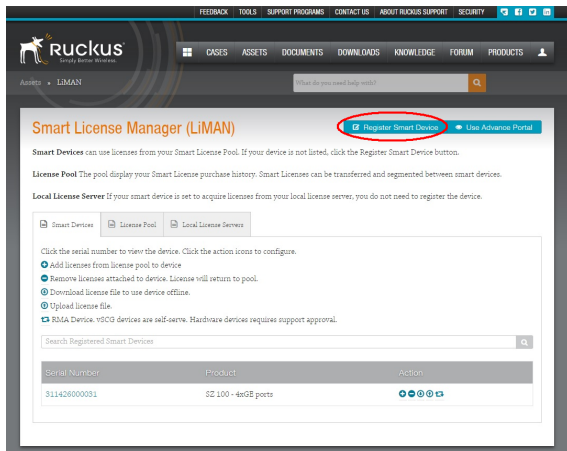 FEEDBACK TOOLS SUPPORT PROGRAMS CONTACT US ABOUT RUCKUS SUPPORT SECURITY
Ruckus
Simply Better Wireless.
CASES ASSETS DOCUMENTS DOWNLOADS KNOWLEDGE FORUM PRODUCTS
Assets • LiMAN
What do you need help with?
Smart License Manager (LiMAN)
Register Smart Device
Use Advance Portal
Smart Devices can use licenses from your Smart License Pool. If your device is not listed, click the Register Smart Device button.
License Pool The pool display your Smart License purchase history. Smart Licenses can be transferred and segmented between smart devices.
Local License Server If your smart device is set to acquire licenses from your local license server, you do not need to register the device.
Smart Devices License Pool Local License Servers
Click the serial number to view the device. Click the action icons to configure.
Add licenses from license pool to device
Remove licenses attached to device. License will return to pool.
Download license file to use device offline.
Upload license file.
RMA Device. vSCG devices are self-serve. Hardware devices requires support approval.
Search Registered Smart Devices
Serial Number Product Action
311426000031 SZ 100 - 4xGE ports